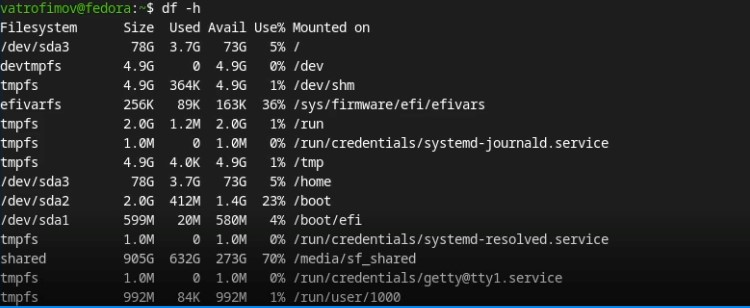 vatrofimov@fedora:~$ df -h
Filesystem Size Used Avail Use% Mounted on
/dev/sda3 78G 3.7G 73G 5% /
devtmpfs 4.9G 0 4.9G 0% /dev
tmpfs 4.9G 364K 4.9G 1% /dev/shm
efivarfs 256K 89K 163K 36% /sys/firmware/efi/efivars
tmpfs 2.0G 1.2M 2.0G 1% /run
tmpfs 1.0M 0 1.0M 0% /run/credentials/systemd-journald.service
tmpfs 4.9G 4.0K 4.9G 1% /tmp
/dev/sda3 78G 3.7G 73G 5% /home
/dev/sda2 2.0G 412M 1.4G 23% /boot
/dev/sda1 599M 20M 580M 4% /boot/efi
tmpfs 1.0M 0 1.0M 0% /run/credentials/systemd-resolved.service
shared 905G 632G 273G 70% /media/sf_shared
tmpfs 1.0M 0 1.0M 0% /run/credentials/getty@tty1.service
tmpfs 992M 84K 992M 1% /run/user/1000